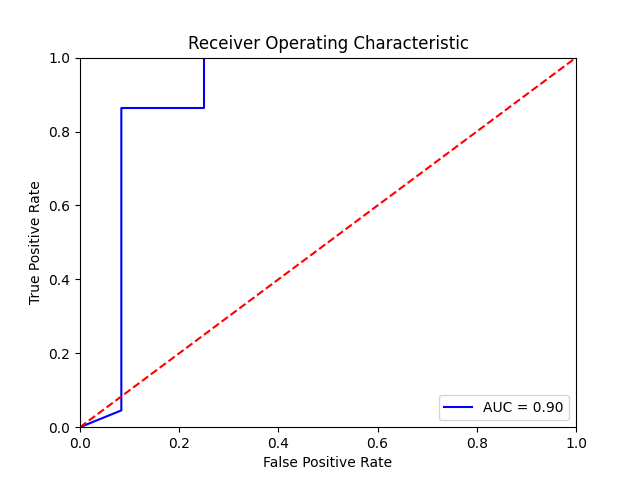 Receiver Operating Characteristic
1.0
0.8
0.6
0.4
0.2
0.0
True Positive Rate
0.0 0.2 0.4 0.6 0.8 1.0
False Positive Rate
AUC = 0.90